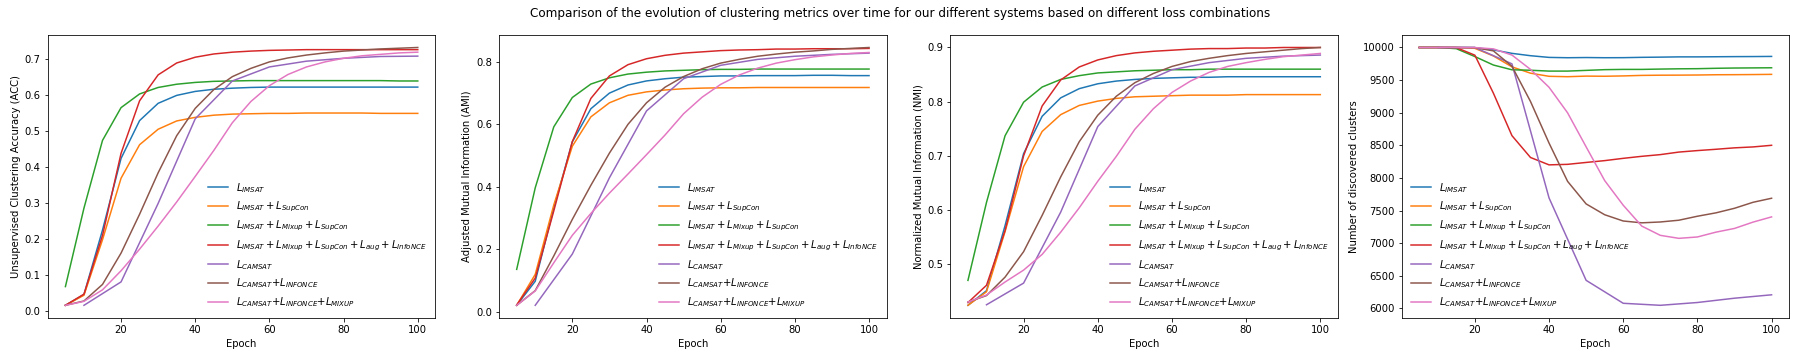 Comparison of the evolution of clustering metrics over time for our different systems based on different loss combinations
Unsupervised Clustering Accuracy (ACC)
0.7
0.6
0.5
0.4
0.3
0.2
0.1
0.0
20 40 60 80 100
Epoch
L_IMSAT
L_IMSAT + L_SupCon
L_IMSAT + L_Mixup + L_SupCon
L_IMSAT + L_Mixup + L_SupCon + L_aug + L_InfoNCE
L_CAMSAT
L_CAMSAT+L_INFONCE
L_CAMSAT+L_INFONCE+L_MIXUP
Adjusted Mutual Information (AMI)
0.8
0.6
0.4
0.2
0.0
20 40 60 80 100
Epoch
L_IMSAT
L_IMSAT + L_SupCon
L_IMSAT + L_Mixup + L_SupCon
L_IMSAT + L_Mixup + L_SupCon + L_aug + L_InfoNCE
L_CAMSAT
L_CAMSAT+L_INFONCE
L_CAMSAT+L_INFONCE+L_MIXUP
Normalized Mutual Information (NMI)
0.9
0.8
0.7
0.6
0.5
20 40 60 80 100
Epoch
L_IMSAT
L_IMSAT + L_SupCon
L_IMSAT + L_Mixup + L_SupCon
L_IMSAT + L_Mixup + L_SupCon + L_aug + L_InfoNCE
L_CAMSAT
L_CAMSAT+L_INFONCE
L_CAMSAT+L_INFONCE+L_MIXUP
Number of discovered clusters
10000
9500
9000
8500
8000
7500
7000
6500
6000
20 40 60 80 100
Epoch
L_IMSAT
L_IMSAT + L_SupCon
L_IMSAT + L_Mixup + L_SupCon
L_IMSAT + L_Mixup + L_SupCon + L_aug + L_InfoNCE
L_CAMSAT
L_CAMSAT+L_INFONCE
L_CAMSAT+L_INFONCE+L_MIXUP